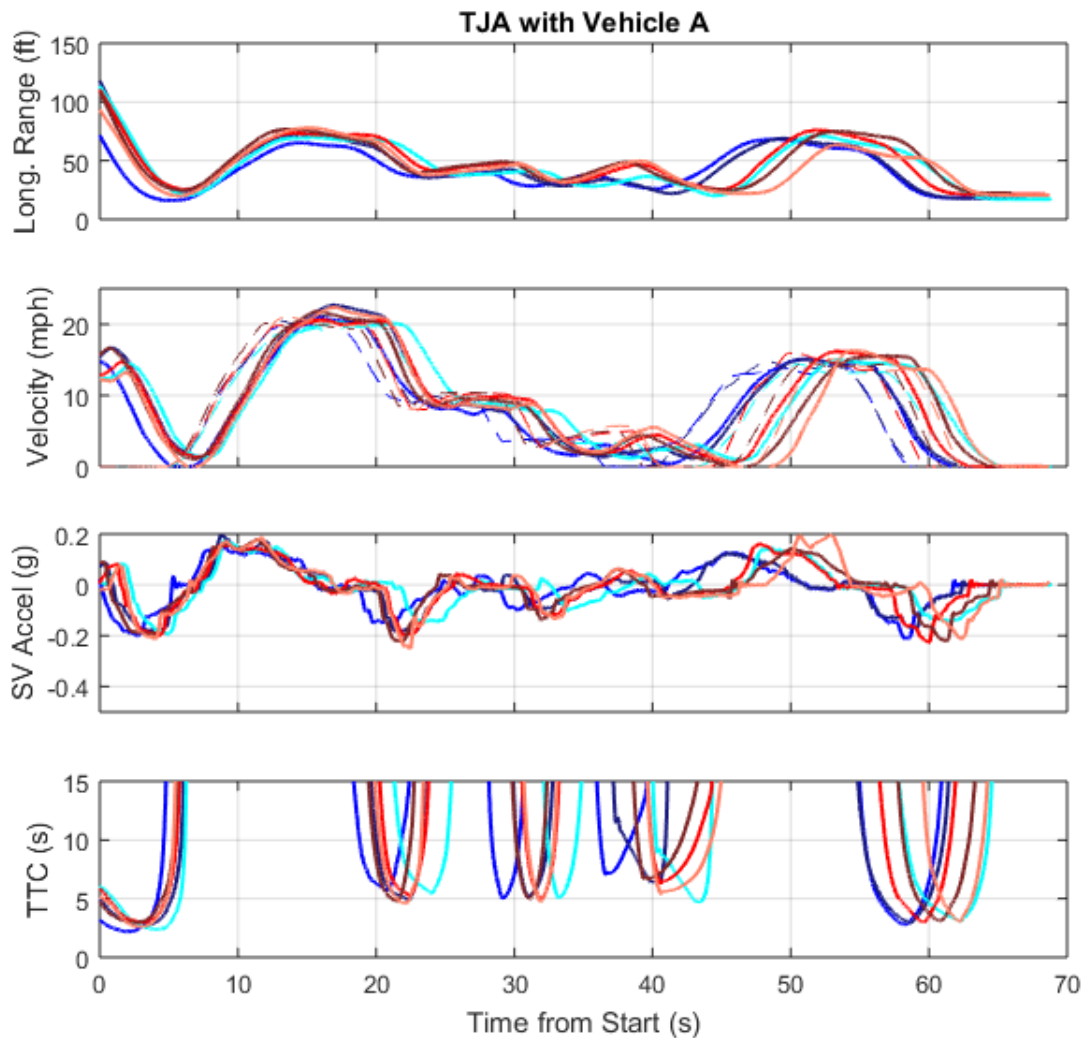 TJA with Vehicle A
Long. Range (ft)
150
100
50
0
Velocity (mph)
20
10
0
SV Accel (g)
0.2
0
-0.2
-0.4
TTC (s)
15
10
5
0
0 10 20 30 40 50 60 70
Time from Start (s)